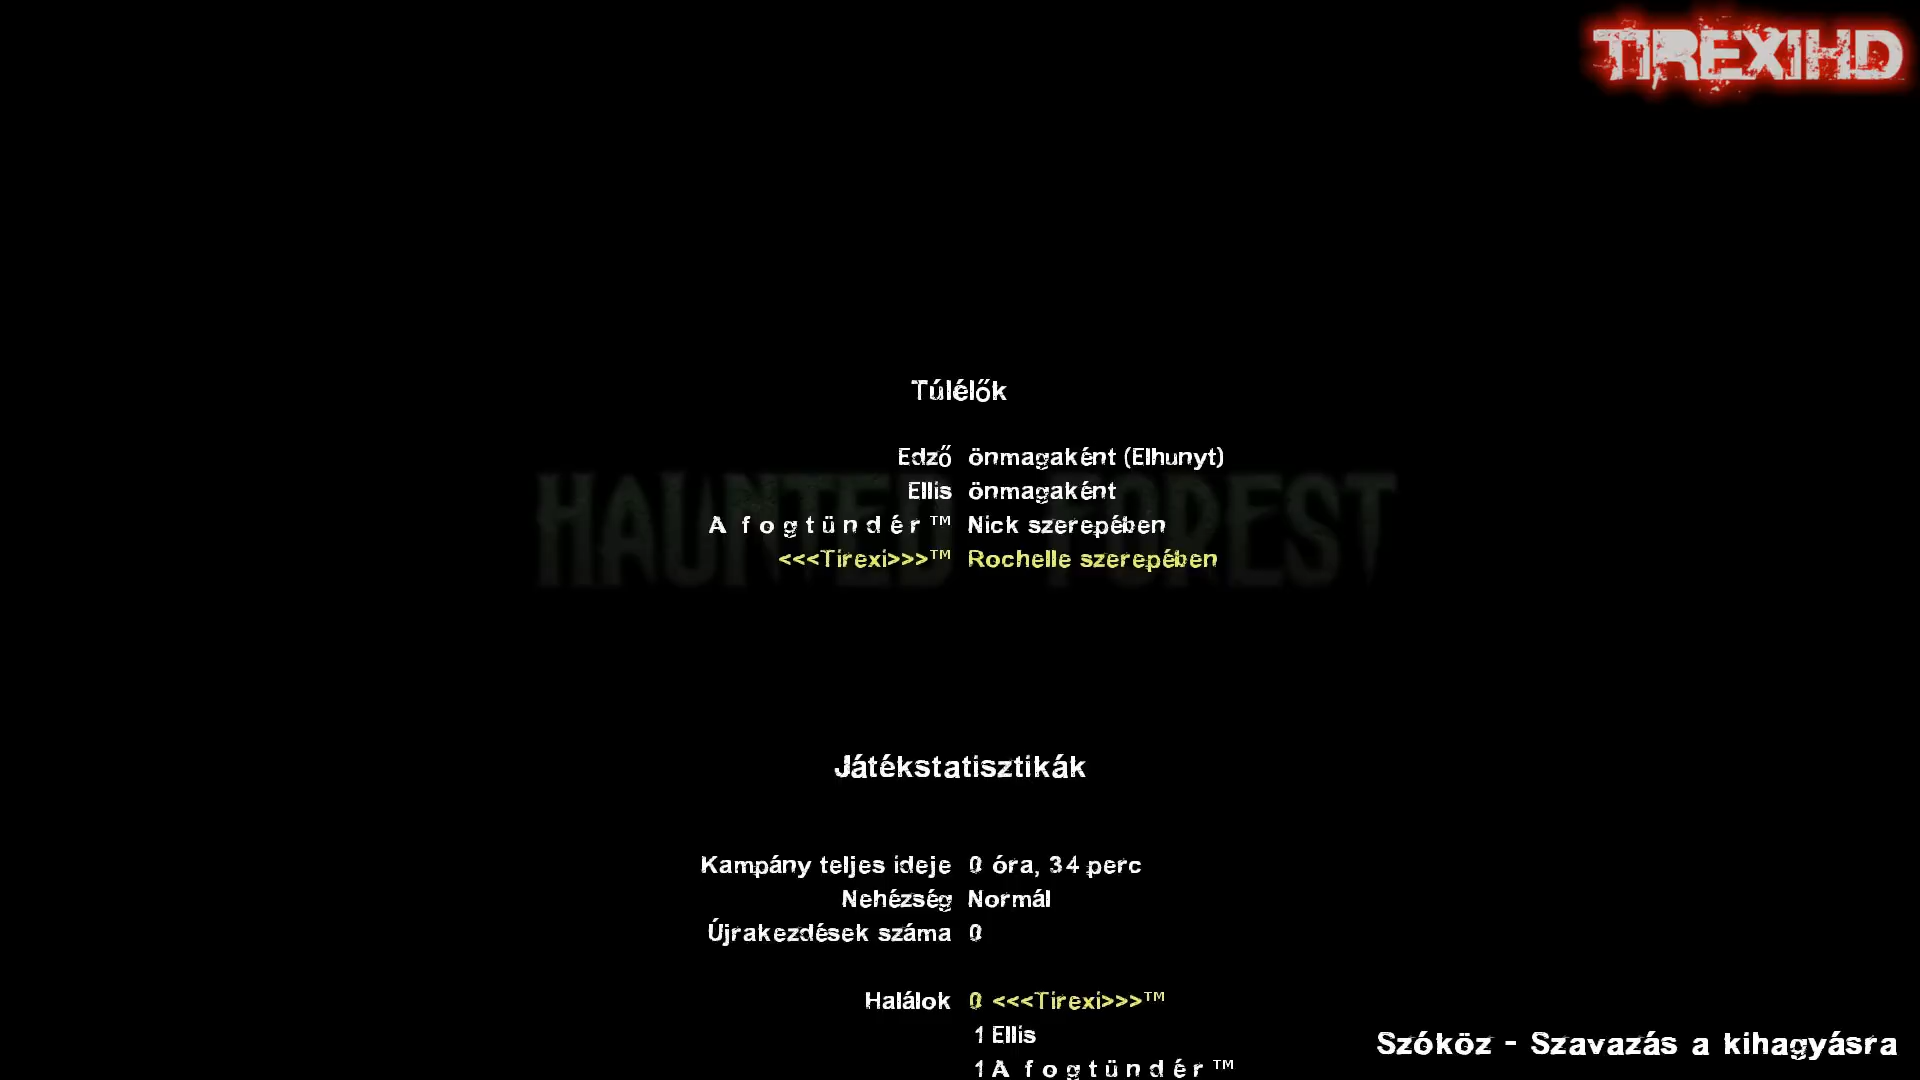 TIREXIHD
Túlélők
Edző önmagaként (Elhunyt)
Ellis önmagaként
A fogtündér™ Nick szerepében
<<<Tirexi>>>™ Rochelle szerepében
HAUNTED FOREST
Játékstatisztikák
Kampány teljes ideje 0 óra, 34 perc
Nehézség Normál
Újrakezdések száma 0
Halálok 0 <<<Tirexi>>>™
1 Ellis
1 A fogtündér™
Szóköz - Szavazás a kihagyásra